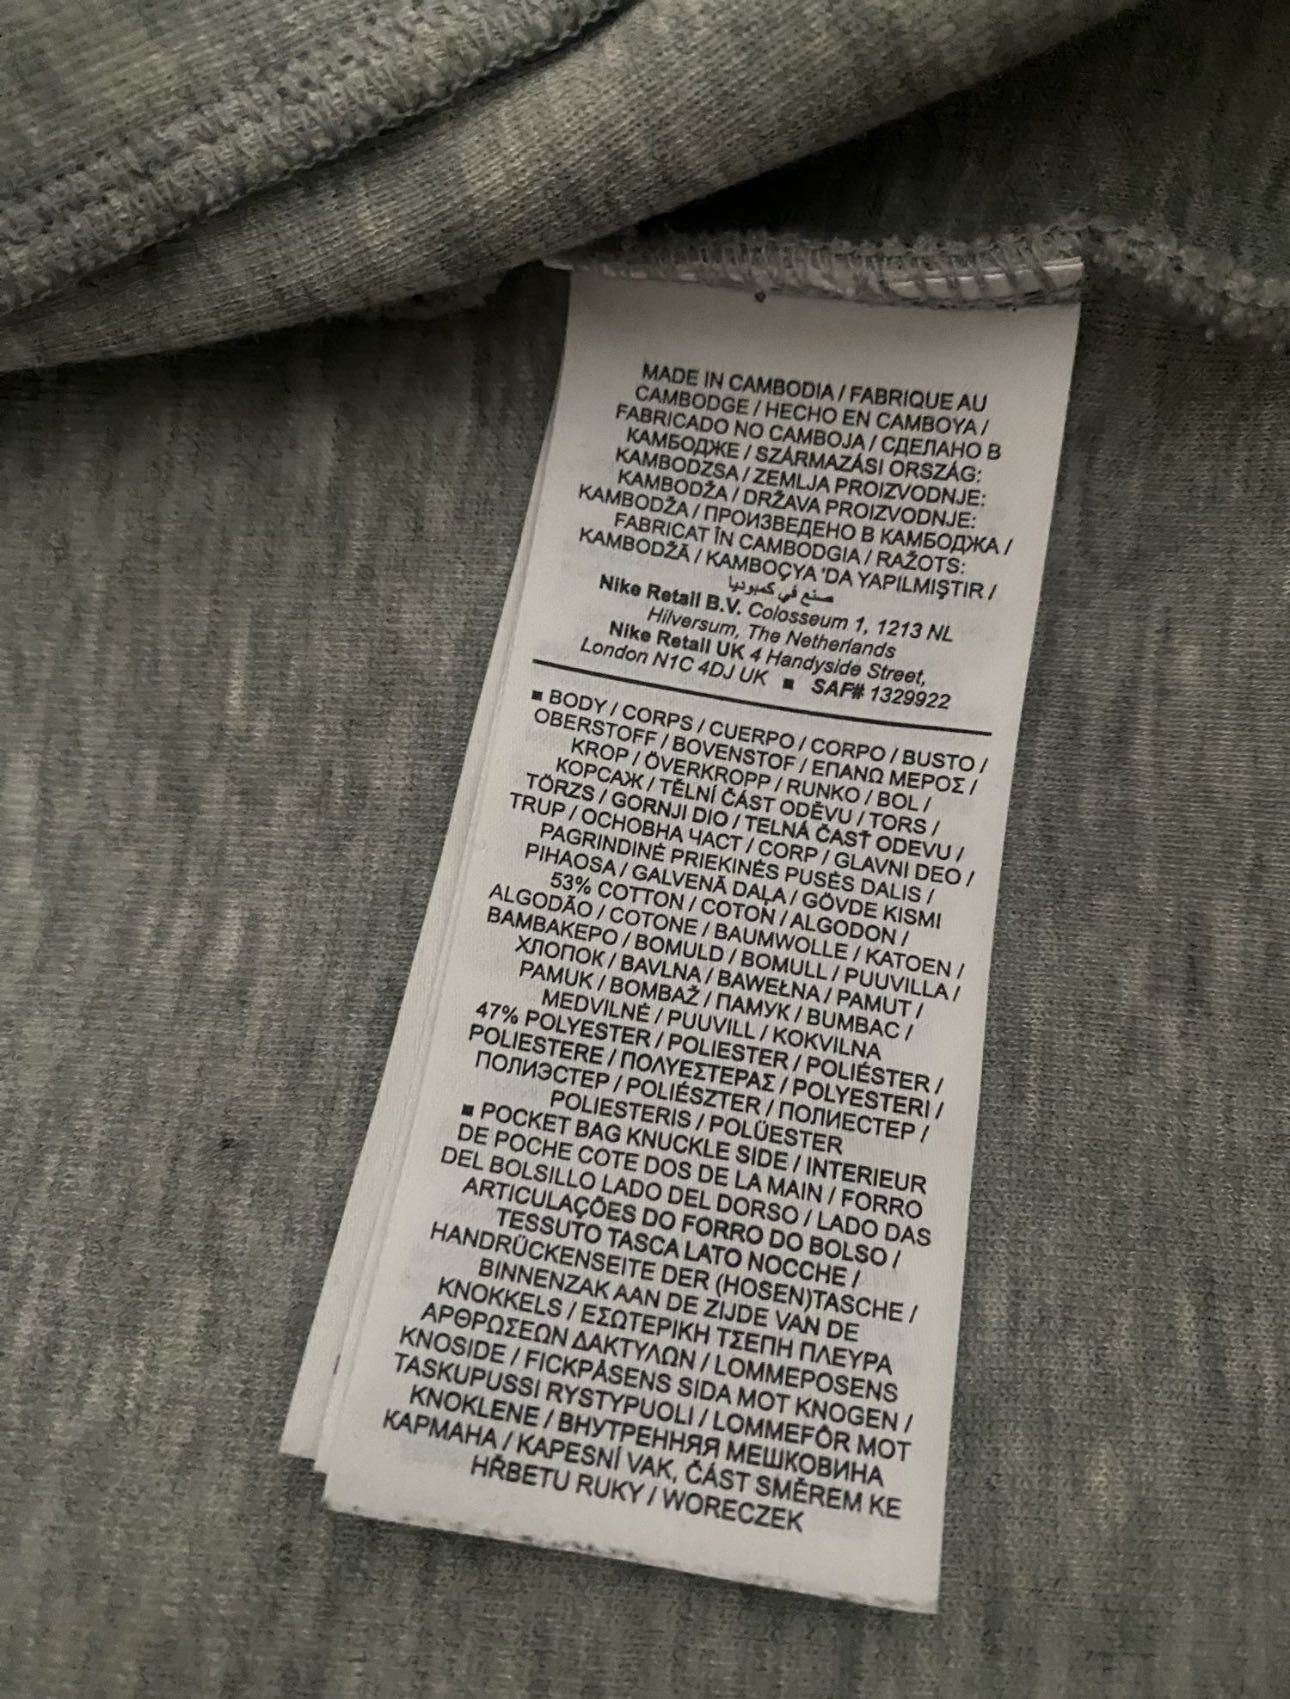 MADE IN CAMBODIA / FABRIQUE AU
CAMBODGE / HECHO EN CAMBOYA /
FABRICADO NO CAMBOJA / СДЕЛАНО В
КАМБОДЖЕ / SZÁRMAZÁSI ORSZÁG:
KAMBODZSA / ZEMLJA PROIZVODNJE:
KAMBODŽA / DRŽAVA PROIZVODNJE:
KAMBODŽA / ПРОИЗВЕДЕНО В КАМБОДЖА /
FABRICAT ÎN CAMBODGIA / RAŽOTS:
KAMBODŽĀ / KAMBOÇYA 'DA YAPILMIŞTIR /
صنع في كمبوديا
Nike Retail B.V. Colosseum 1, 1213 NL
Hilversum, The Netherlands
Nike Retail UK 4 Handyside Street,
London N1C 4DJ UK ■ SAF# 1329922
■ BODY / CORPS / CUERPO / CORPO / BUSTO /
OBERSTOFF / BOVENSTOF / ΕΠΑΝΩ ΜΕΡΟΣ /
KROP / ÖVERKROPP / RUNKO / BOL /
КОРСАЖ / TĚLNÍ ČÁST ODĚVU / TORS /
TÖRZS / GORNJI DIO / TELNÁ ČASŤ ODEVU /
TRUP / ОСНОВНА ЧАСТ / CORP / GLAVNI DEO /
PAGRINDINĖ PRIEKINĖS PUSĖS DALIS /
PIHAOSA / GALVENĀ DAĻA / GÖVDE KISMI
53% COTTON / COTON / ALGODON /
ALGODÃO / COTONE / BAUMWOLLE / KATOEN /
ΒΑΜΒΑΚΕΡΟ / BOMULD / BOMULL / PUUVILLA /
ХЛОПОК / BAVLNA / BAWEŁNA / PAMUT /
PAMUK / BOMBAŽ / ПАМУК / BUMBAC /
MEDVILNĖ / PUUVILL / KOKVILNA
47% POLYESTER / POLIESTER / POLIÉSTER /
POLIESTERE / ΠΟΛΥΕΣΤΕΡΑΣ / POLYESTERI /
ПОЛИЭСТЕР / POLIÉSZTER / ПОЛИЕСТЕР /
POLIESTERIS / POLÜESTER
■ POCKET BAG KNUCKLE SIDE / INTERIEUR
DE POCHE COTE DOS DE LA MAIN / FORRO
DEL BOLSILLO LADO DEL DORSO / LADO DAS
ARTICULAÇÕES DO FORRO DO BOLSO /
TESSUTO TASCA LATO NOCCHE /
HANDRÜCKENSEITE DER (HOSEN)TASCHE /
BINNENZAK AAN DE ZIJDE VAN DE
KNOKKELS / ΕΣΩΤΕΡΙΚΗ ΤΣΕΠΗ ΠΛΕΥΡΑ
ΑΡΘΡΩΣΕΩΝ ΔΑΚΤΥΛΩΝ / LOMMEPOSENS
KNOSIDE / FICKPÅSENS SIDA MOT KNOGEN /
TASKUPUSSI RYSTYPUOLI / LOMMEFÔR MOT
KNOKLENE / ВНУТРЕННЯЯ МЕШКОВИНА
КАРМАНА / KAPESNÍ VAK, ČÁST SMĚREM KE
HŘBETU RUKY / WORECZEK